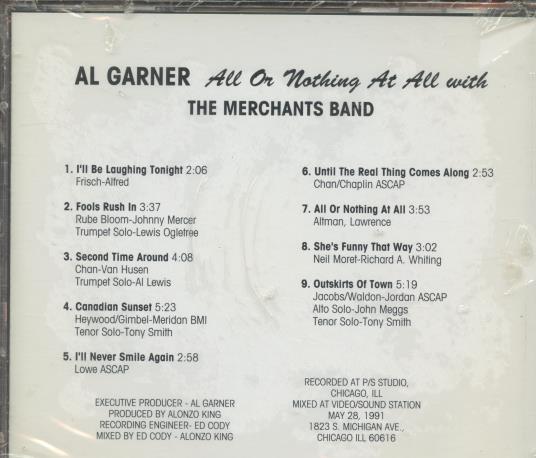 AL GARNER All Or Nothing At All with
THE MERCHANTS BAND
1. I'll Be Laughing Tonight 2:06
Frisch-Alfred
2. Fools Rush In 3:37
Rube Bloom-Johnny Mercer
Trumpet Solo-Lewis Ogletree
3. Second Time Around 4:08
Chan-Van Husen
Trumpet Solo-Al Lewis
4. Canadian Sunset 5:23
Heywood/Gimbel-Meridan BMI
Tenor Solo-Tony Smith
5. I'll Never Smile Again 2:58
Lowe ASCAP
6. Until The Real Thing Comes Along 2:53
Chan/Chaplin ASCAP
7. All Or Nothing At All 3:53
Altman, Lawrence
8. She's Funny That Way 3:02
Neil Moret-Richard A. Whiting
9. Outskirts Of Town 5:19
Jacobs/Waldon-Jordan ASCAP
Alto Solo-John Meggs
Tenor Solo-Tony Smith
EXECUTIVE PRODUCER - AL GARNER
PRODUCED BY ALONZO KING
RECORDING ENGINEER- ED CODY
MIXED BY ED CODY - ALONZO KING
RECORDED AT P/S STUDIO,
CHICAGO, ILL
MIXED AT VIDEO/SOUND STATION
MAY 28, 1991
1823 S. MICHIGAN AVE.,
CHICAGO ILL 60616